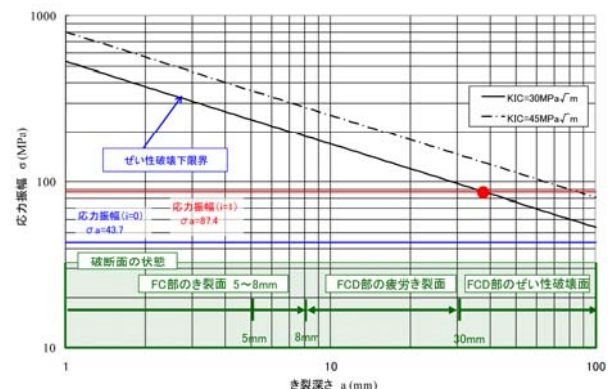 1000
KIC=30MPa√m
KIC=45MPa√m
ぜい性破壊下限界
応力振幅 σ (MPa)
100
応力振幅(i=1)
σa=87.4
応力振幅(i=0)
σa=43.7
破断面の状態
FC部のき裂面 5～8mm
FCD部の疲労き裂面
FCD部のぜい性破壊面
5mm
8mm
30mm
10
1
10
100
き裂深さ a (mm)